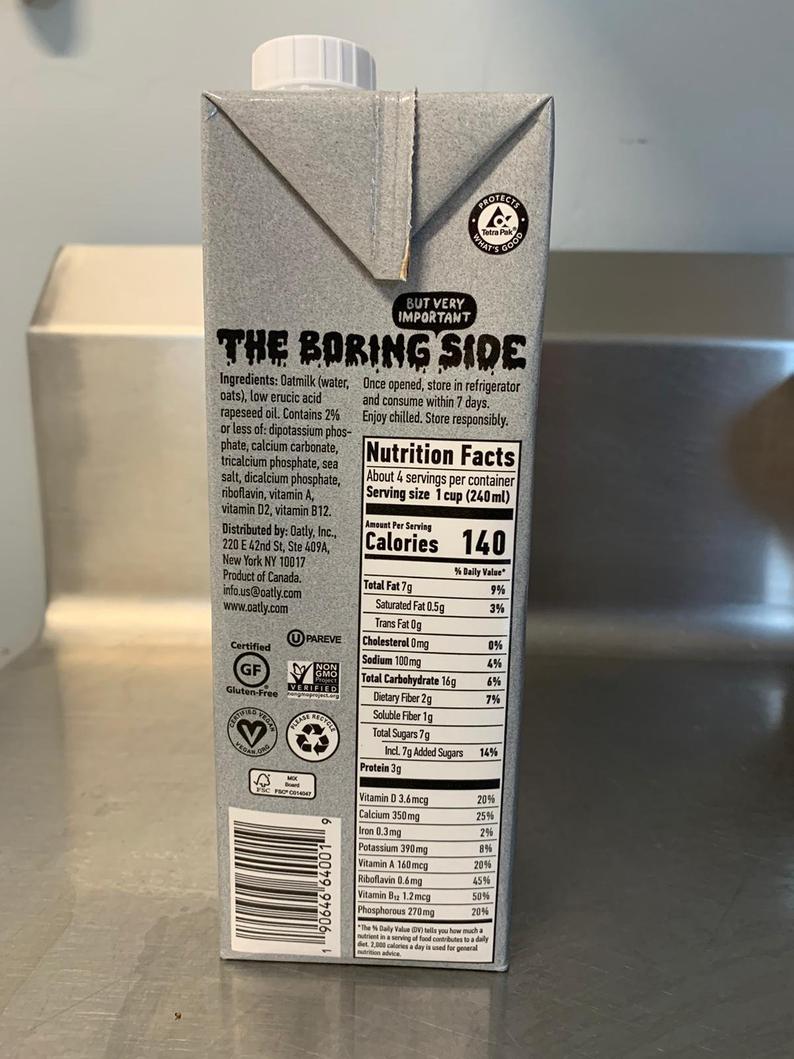 PROTECTS
Tetra Pak®
WHAT'S GOOD
BUT VERY
IMPORTANT
THE BORING SIDE
Ingredients: Oatmilk (water,
oats), low erucic acid
rapeseed oil. Contains 2%
or less of: dipotassium phos-
phate, calcium carbonate,
tricalcium phosphate, sea
salt, dicalcium phosphate,
riboflavin, vitamin A,
vitamin D2, vitamin B12.
Distributed by: Oatly, Inc.,
220 E 42nd St, Ste 409A,
New York NY 10017
Product of Canada.
info.us@oatly.com
www.oatly.com
U PAREVE
Certified
GF
Gluten-Free
NON
GMO
Project
VERIFIED
nongmoproject.org
CERTIFIED VEGAN
VEGAN.ORG
PLEASE RECYCLE
FSC
MIX
Board
FSC® C014047
1 90646 64001 9
Once opened, store in refrigerator
and consume within 7 days.
Enjoy chilled. Store responsibly.
Nutrition Facts
About 4 servings per container
Serving size 1 cup (240ml)
Amount Per Serving
Calories 140
% Daily Value*
Total Fat 7g 9%
Saturated Fat 0.5g 3%
Trans Fat 0g
Cholesterol 0mg 0%
Sodium 100mg 4%
Total Carbohydrate 16g 6%
Dietary Fiber 2g 7%
Soluble Fiber 1g
Total Sugars 7g
Incl. 7g Added Sugars 14%
Protein 3g
Vitamin D 3.6mcg 20%
Calcium 350mg 25%
Iron 0.3mg 2%
Potassium 390mg 8%
Vitamin A 160mcg 20%
Riboflavin 0.6mg 45%
Vitamin B12 1.2mcg 50%
Phosphorous 270mg 20%
*The % Daily Value (DV) tells you how much a
nutrient in a serving of food contributes to a daily
diet. 2,000 calories a day is used for general
nutrition advice.